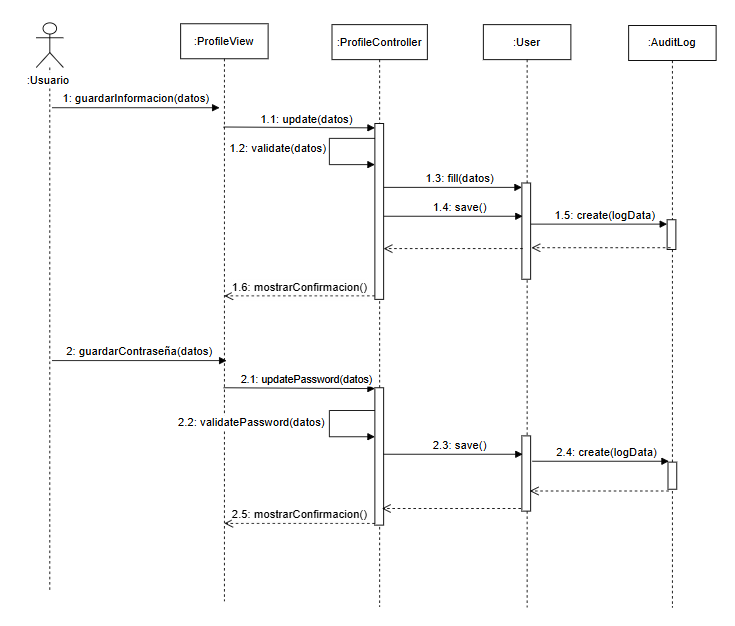 :ProfileView
:ProfileController
:User
:AuditLog
:Usuario
1: guardarInformacion(datos)
1.1: update(datos)
1.2: validate(datos)
1.3: fill(datos)
1.4: save()
1.5: create(logData)
1.6: mostrarConfirmacion()
2: guardarContraseña(datos)
2.1: updatePassword(datos)
2.2: validatePassword(datos)
2.3: save()
2.4: create(logData)
2.5: mostrarConfirmacion()